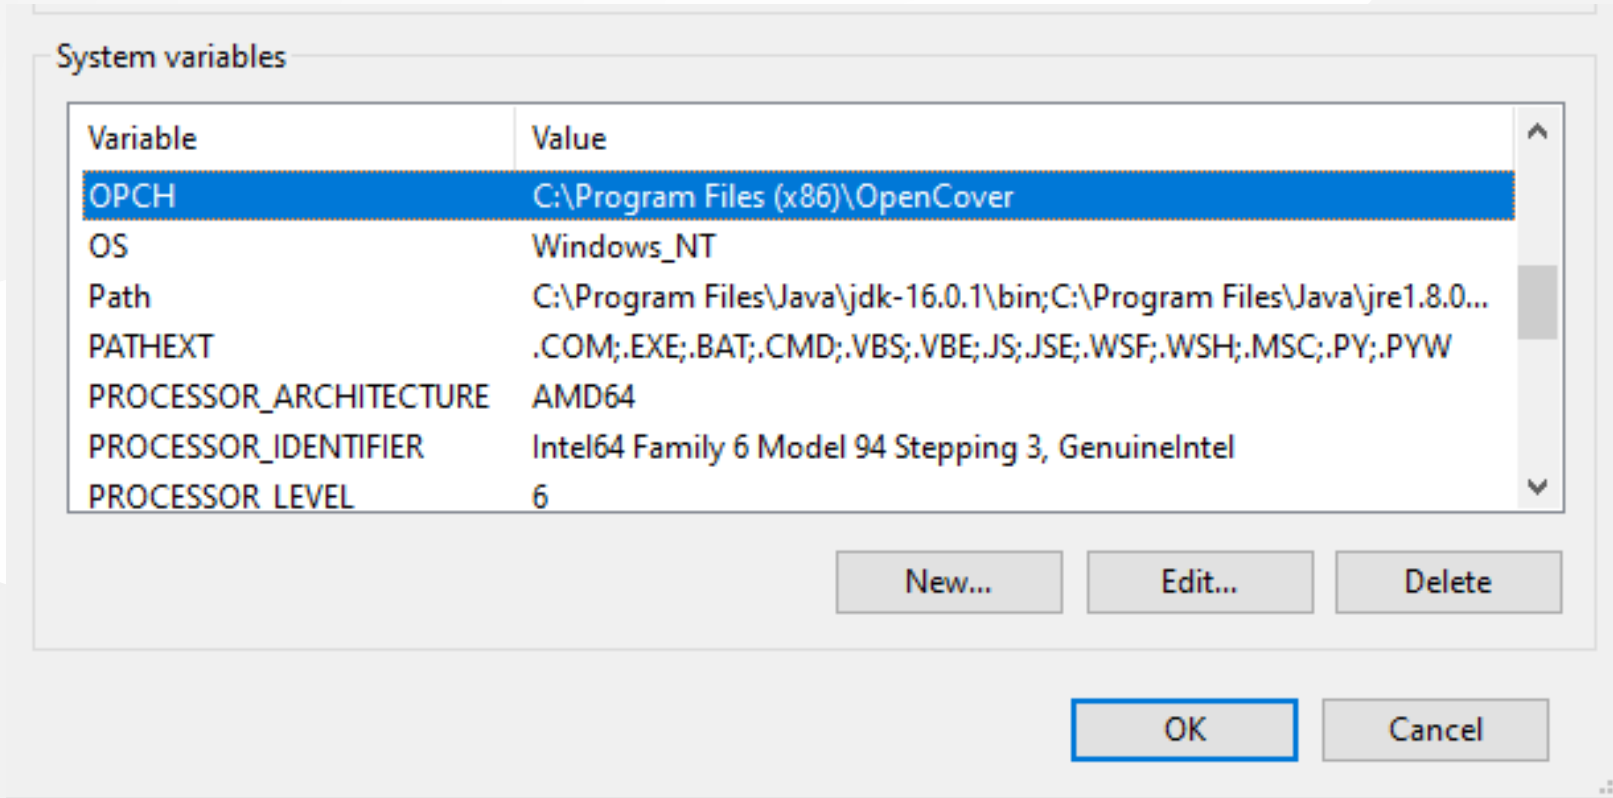 System variables
Variable Value
OPCH C:\Program Files (x86)\OpenCover
OS Windows_NT
Path C:\Program Files\Java\jdk-16.0.1\bin;C:\Program Files\Java\jre1.8.0...
PATHEXT .COM;.EXE;.BAT;.CMD;.VBS;.VBE;.JS;.JSE;.WSF;.WSH;.MSC;.PY;.PYW
PROCESSOR_ARCHITECTURE AMD64
PROCESSOR_IDENTIFIER Intel64 Family 6 Model 94 Stepping 3, GenuineIntel
PROCESSOR_LEVEL 6
New... Edit... Delete
OK Cancel